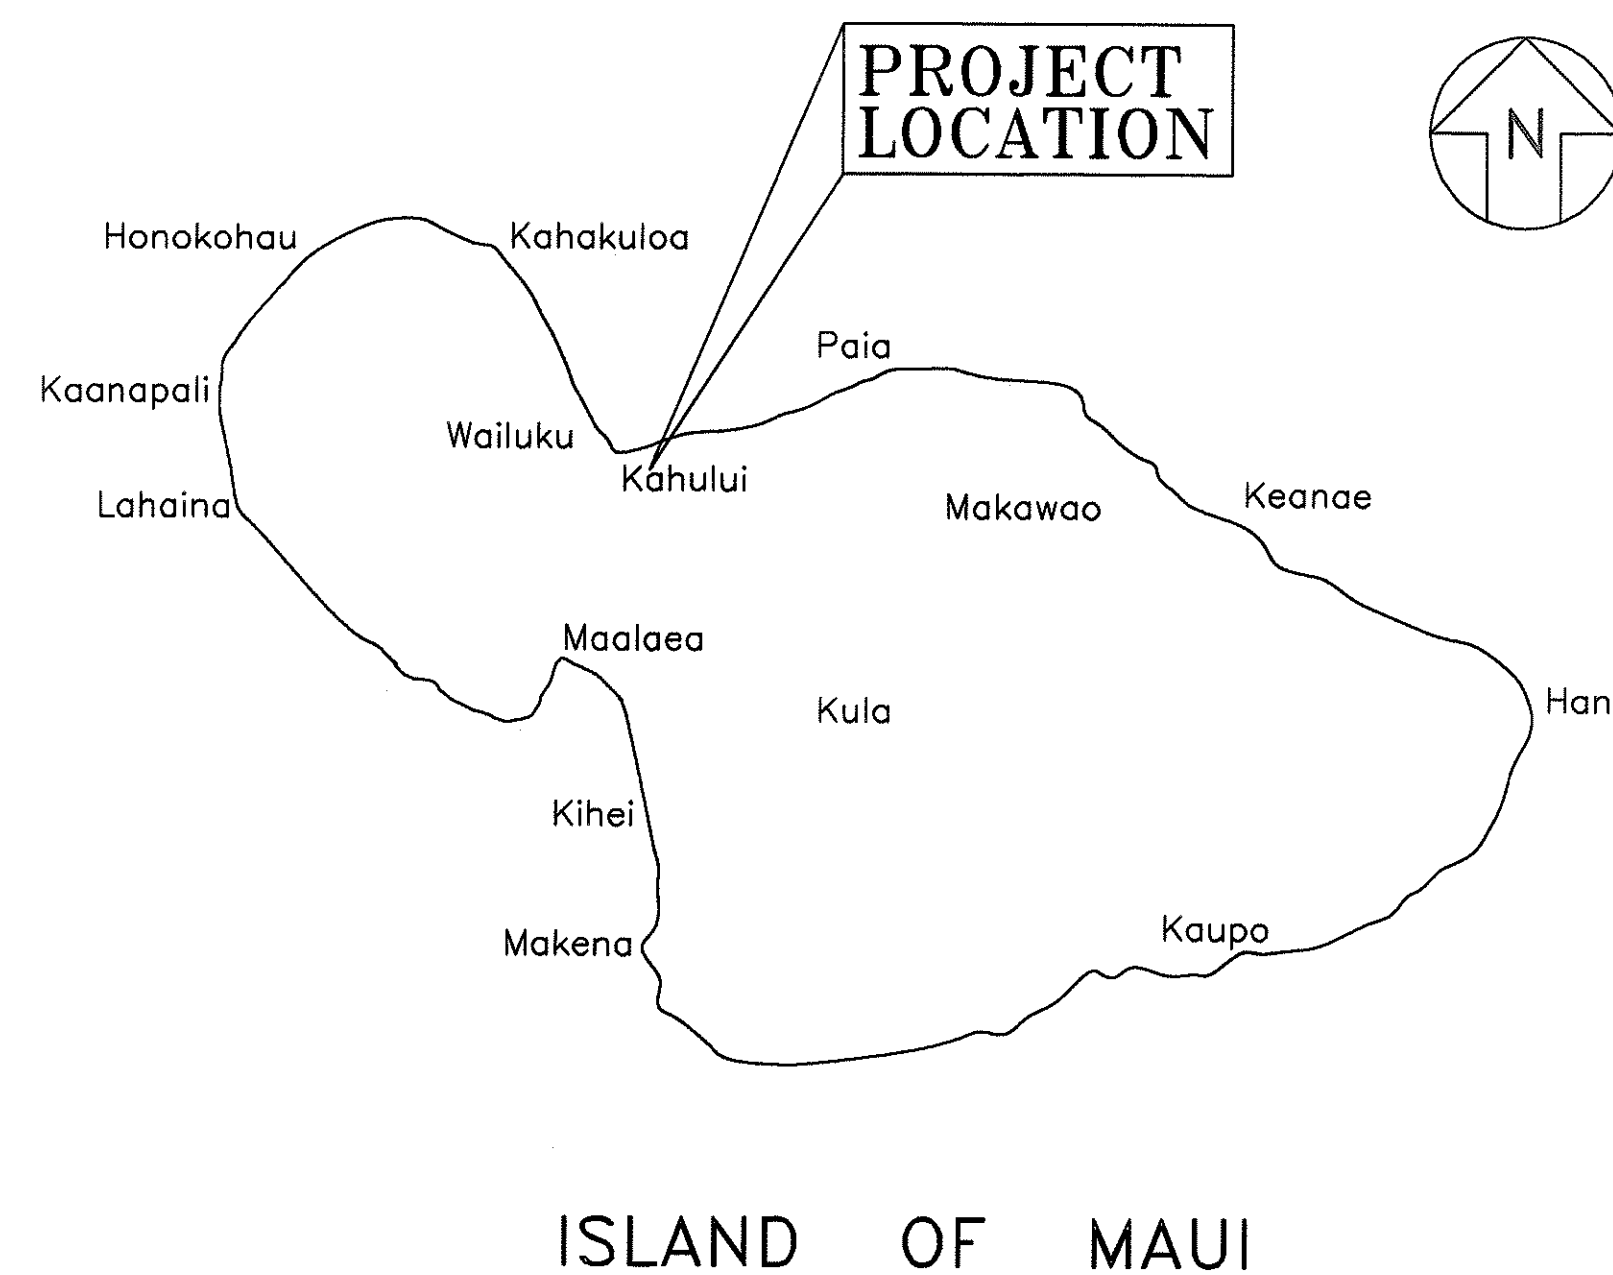 PROJECT
LOCATION
N
Honokohau
Kahakuloa
Paia
Kaanapali
Wailuku
Kahului
Lahaina
Makawao
Keanae
Maalaea
Kula
Han
Kihei
Makena
Kaupo
ISLAND OF MAUI